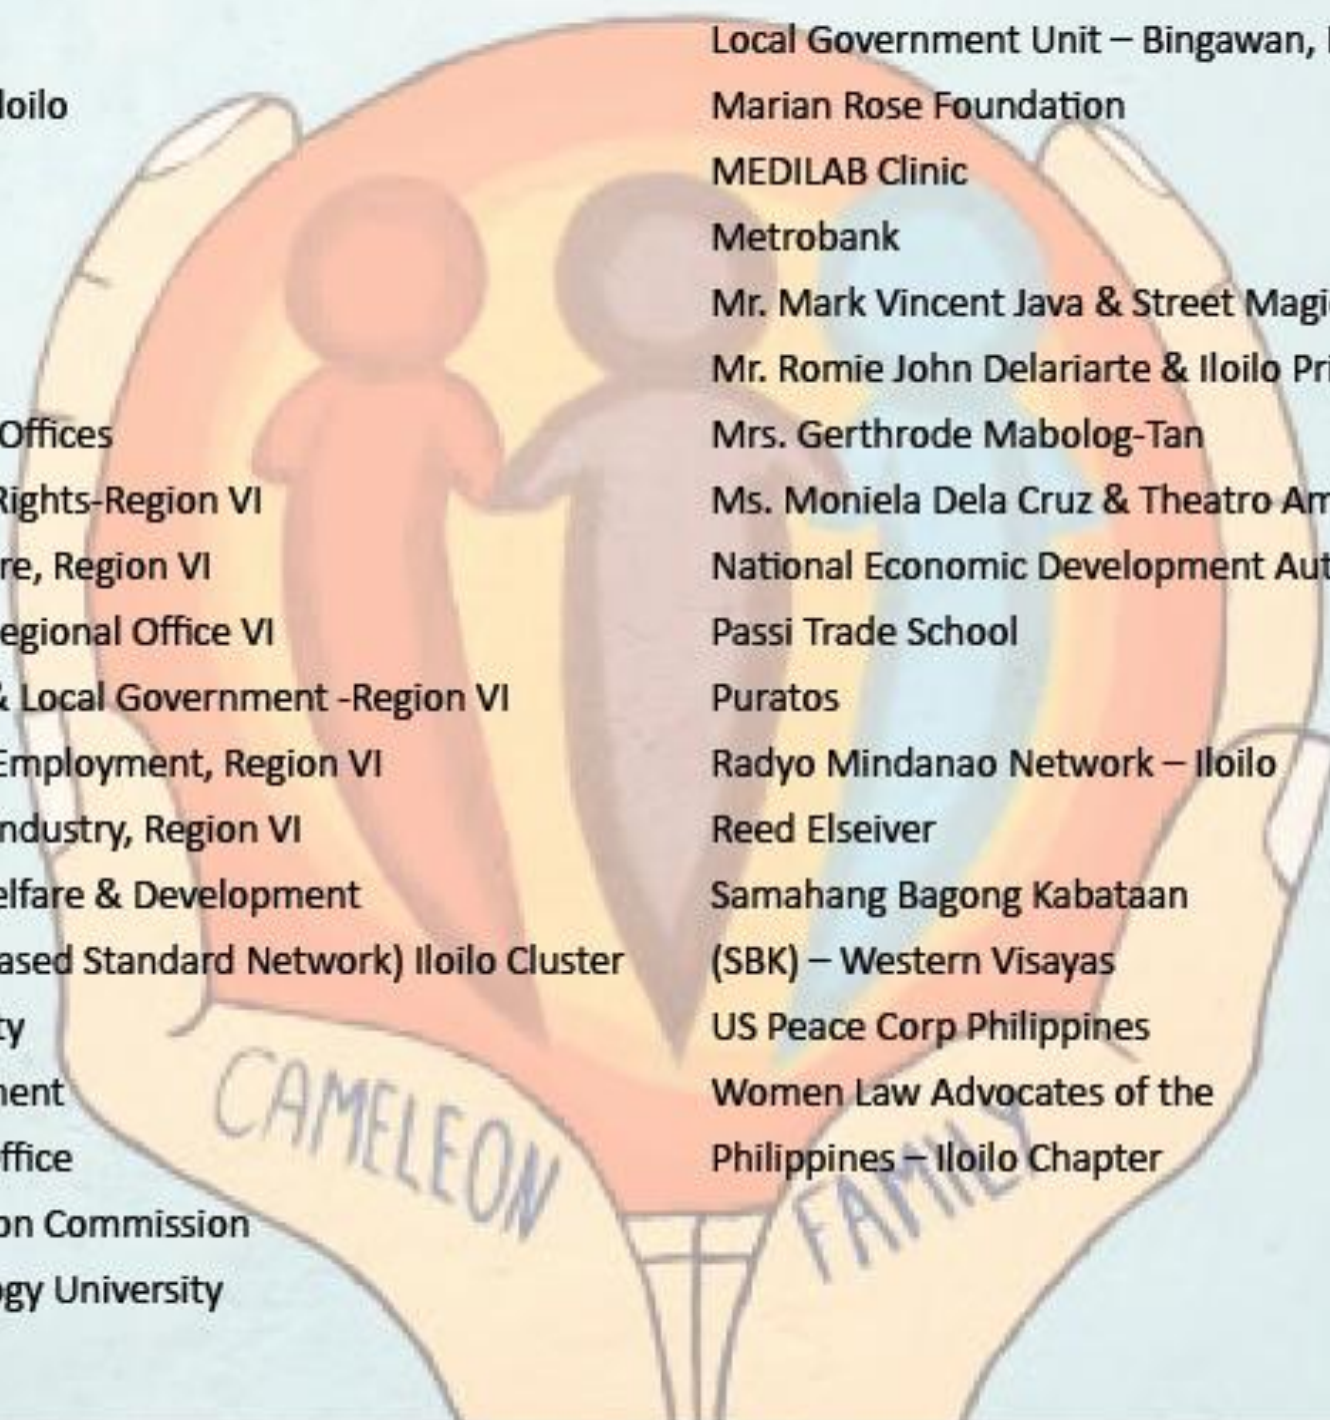 loilo
Offices
Rights-Region VI
re, Region VI
egional Office VI
& Local Government -Region VI
Employment, Region VI
ndustry, Region VI
elfare & Development
ased Standard Network) Iloilo Cluster
ty
nent
ffice
on Commission
ogy University
Local Government Unit – Bingawan,
Marian Rose Foundation
MEDILAB Clinic
Metrobank
Mr. Mark Vincent Java & Street Magi
Mr. Romie John Delariarte & Iloilo Pri
Mrs. Gerthrode Mabolog-Tan
Ms. Moniela Dela Cruz & Theatro Am
National Economic Development Aut
Passi Trade School
Puratos
Radyo Mindanao Network – Iloilo
Reed Elseiver
Samahang Bagong Kabataan
(SBK) – Western Visayas
US Peace Corp Philippines
Women Law Advocates of the
Philippines – Iloilo Chapter
CAMELEON
FAMILY